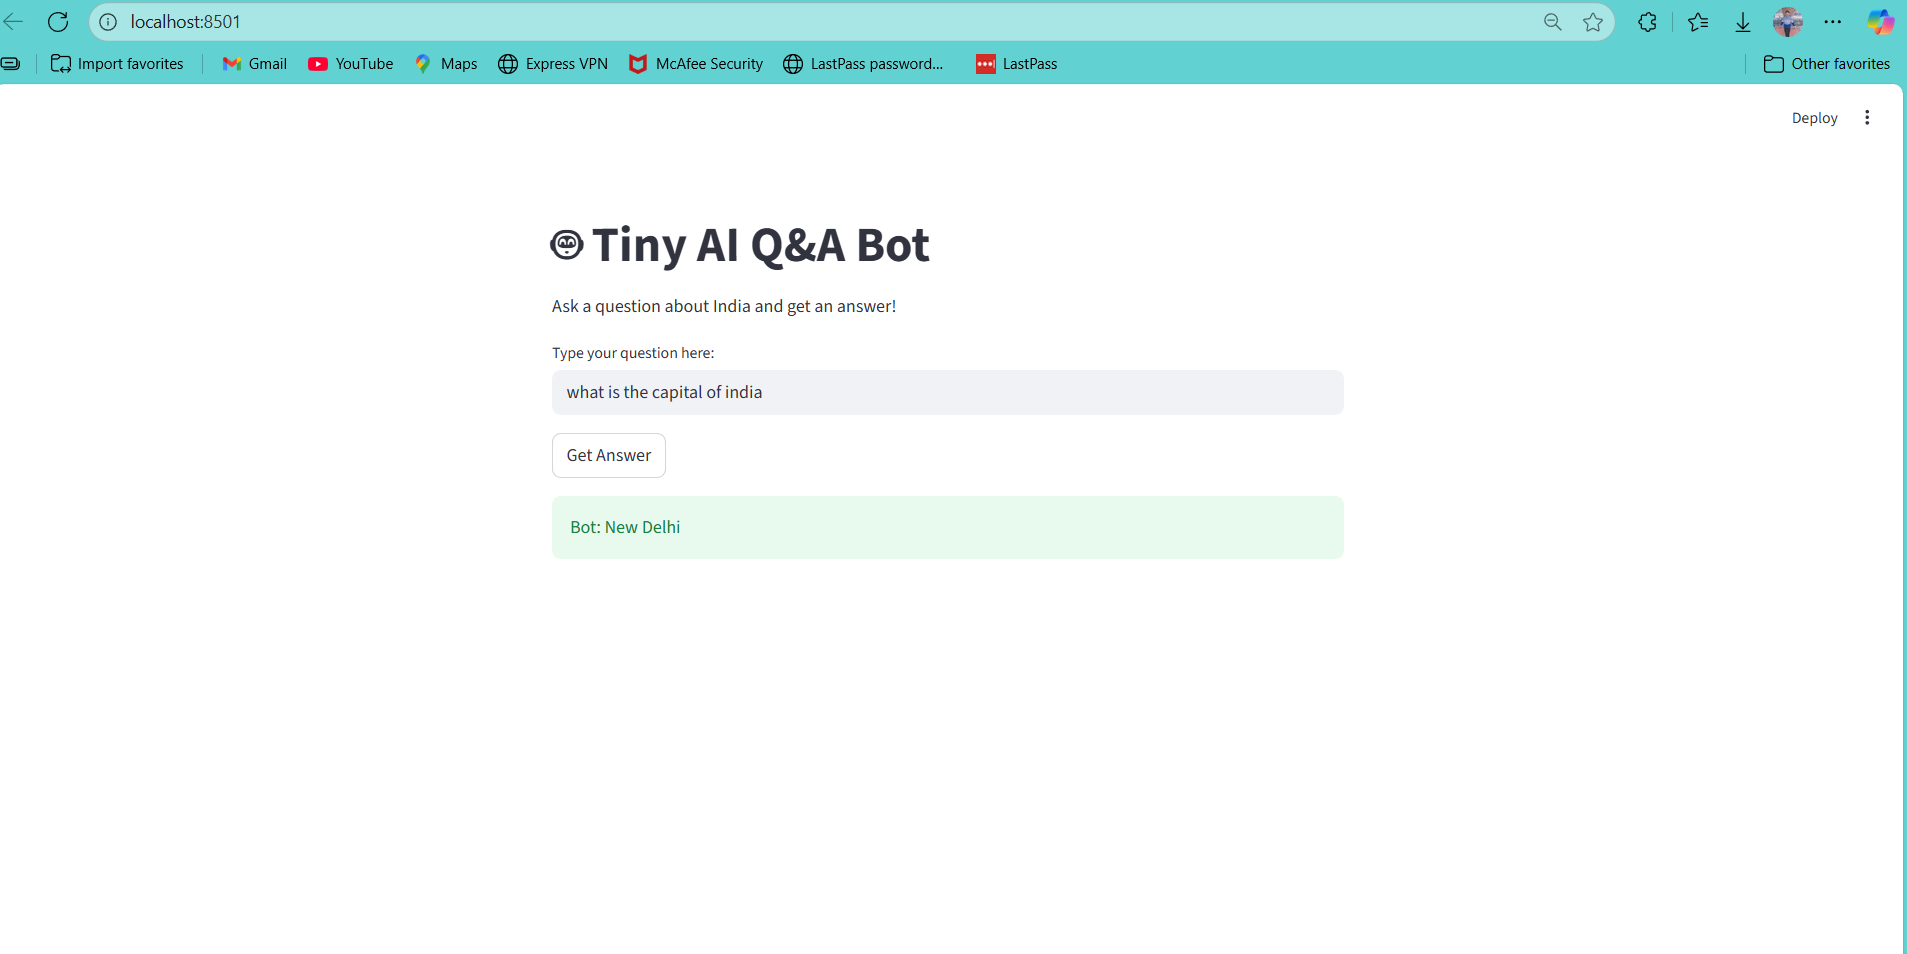 localhost:8501
Import favorites Gmail YouTube Maps Express VPN McAfee Security LastPass password... LastPass Other favorites
Deploy
Tiny AI Q&A Bot
Ask a question about India and get an answer!
Type your question here:
what is the capital of india
Get Answer
Bot: New Delhi